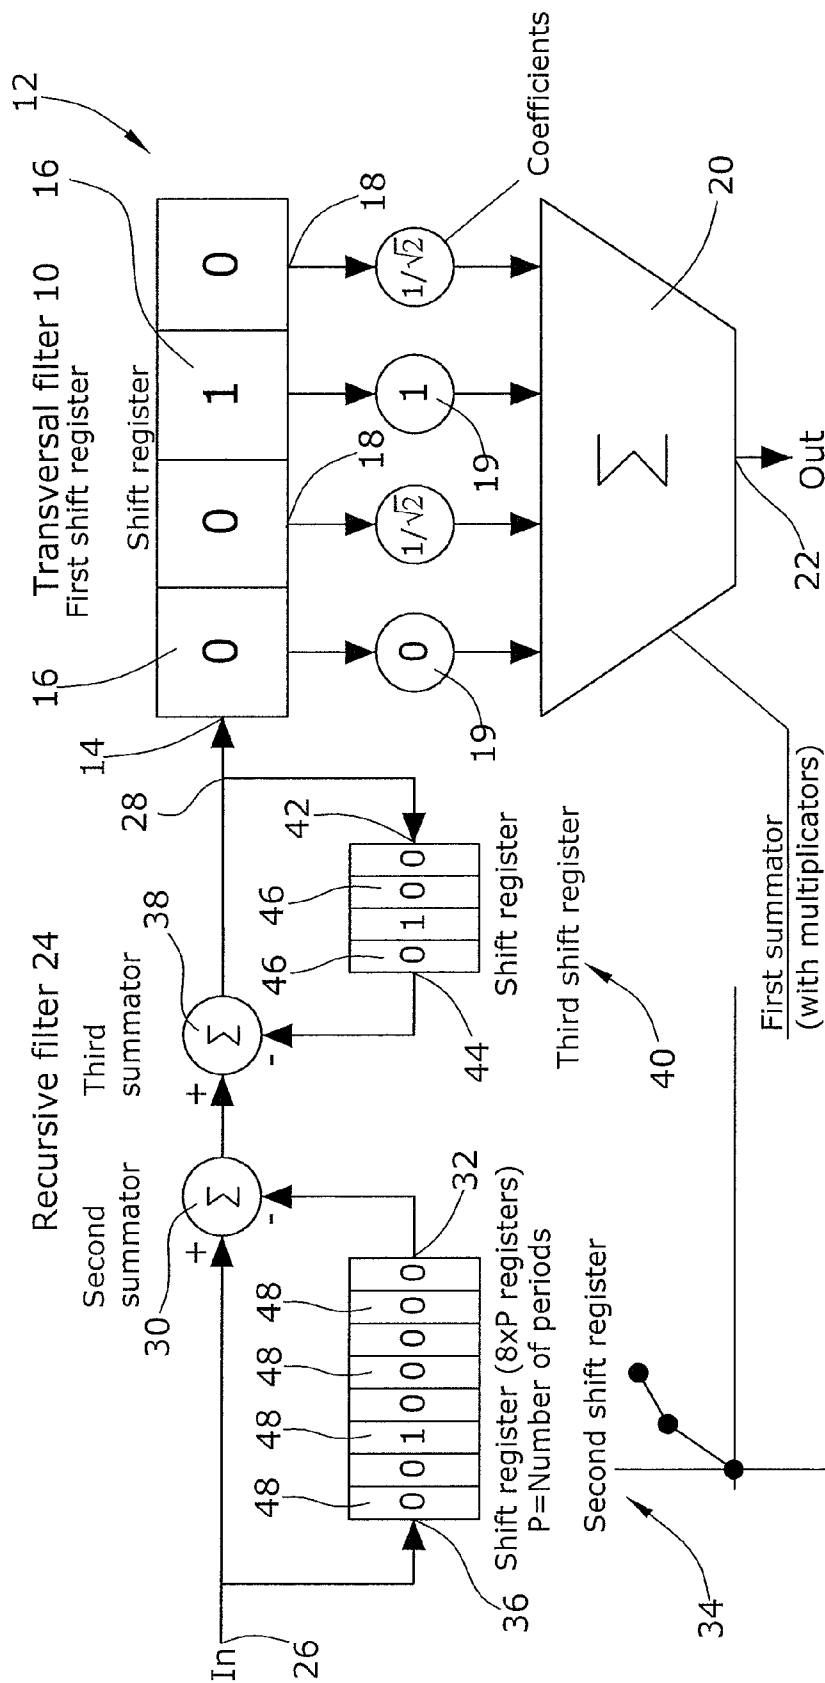 Recursive filter 24
Transversal filter 10
First shift register
12
Second
summator
Third
summator
Shift register
16
16
30
38
28
14
In
26
+
Σ
-
+
Σ
-
0
0
1
0
48
48
48
48
0 0 1 0 0 0 0 0
36
32
Shift register (8xP registers)
P=Number of periods
Second shift register
34
46
46
42
0 1 0 0
44
Shift register
Third shift register
40
18
18
0
1/√2
1
1/√2
19
19
Coefficients
Σ
20
22
Out
First summator
(with multiplicators)